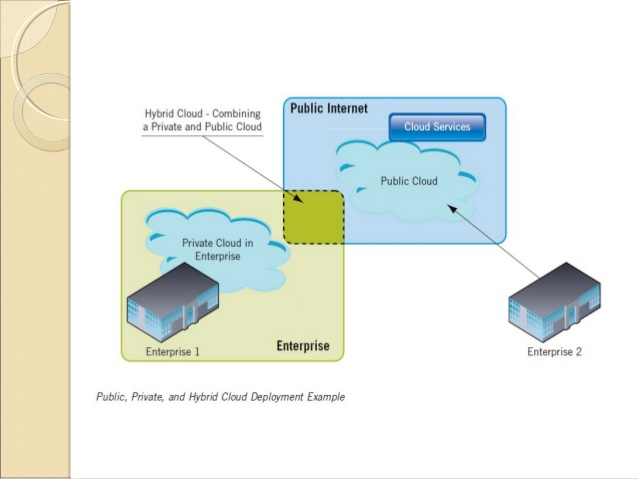 Hybrid Cloud - Combining
a Private and Public Cloud
Public Internet
Cloud Services
Public Cloud
Private Cloud in
Enterprise
Enterprise 1
Enterprise
Enterprise 2
Public, Private, and Hybrid Cloud Deployment Example